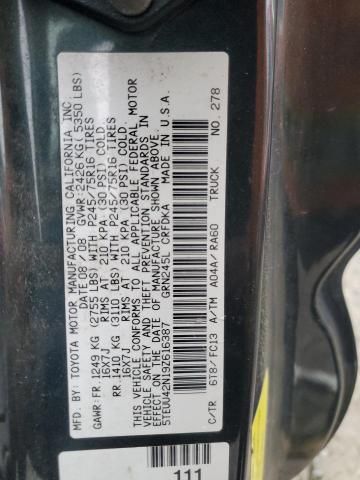 MFD. BY: TOYOTA MOTOR MANUFACTURING CALIFORNIA, INC.
DATE 08 / 08 GVWR: 2426 KG ( 5350 LBS)
GAWR: FR. 1249 KG (2755 LBS) WITH P245/75R16 TIRES
16X7J RIMS AT 210 KPA (30 PSI) COLD.
RR. 1410 KG (3110 LBS) WITH P245/75R16 TIRES
16X7J RIMS AT 210 KPA (30 PSI) COLD.
THIS VEHICLE CONFORMS TO ALL APPLICABLE FEDERAL MOTOR
VEHICLE SAFETY AND THEFT PREVENTION STANDARDS IN
EFFECT ON THE DATE OF MANUFACTURE SHOWN ABOVE.
5TEUU42N19Z616387 GRN245L CRFDKA MADE IN U.S.A.
C/TR 618 / FC13 A/TM A04A / RA60 TRUCK NO. 278
111